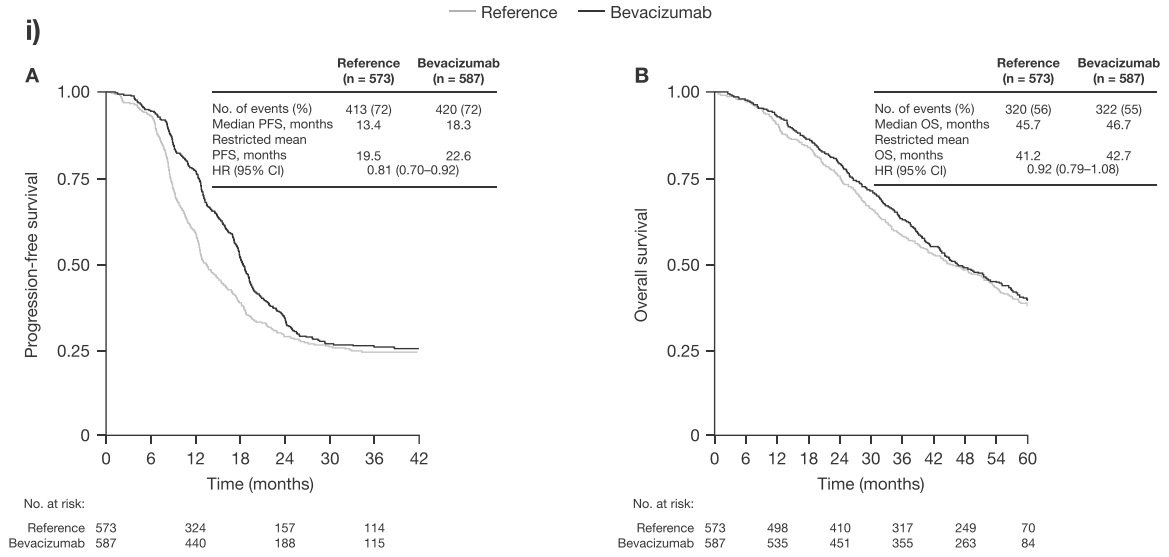 Reference Bevacizumab
i)
A
Reference Bevacizumab
(n = 573) (n = 587)
No. of events (%) 413 (72) 420 (72)
Median PFS, months 13.4 18.3
Restricted mean
PFS, months 19.5 22.6
HR (95% CI) 0.81 (0.70–0.92)
Progression-free survival
1.00
0.75
0.50
0.25
0
0 6 12 18 24 30 36 42
Time (months)
No. at risk:
Reference 573 324 157 114
Bevacizumab 587 440 188 115
B
Reference Bevacizumab
(n = 573) (n = 587)
No. of events (%) 320 (56) 322 (55)
Median OS, months 45.7 46.7
Restricted mean
OS, months 41.2 42.7
HR (95% CI) 0.92 (0.79–1.08)
Overall survival
1.00
0.75
0.50
0.25
0
0 6 12 18 24 30 36 42 48 54 60
Time (months)
No. at risk:
Reference 573 498 410 317 249 70
Bevacizumab 587 535 451 355 263 84